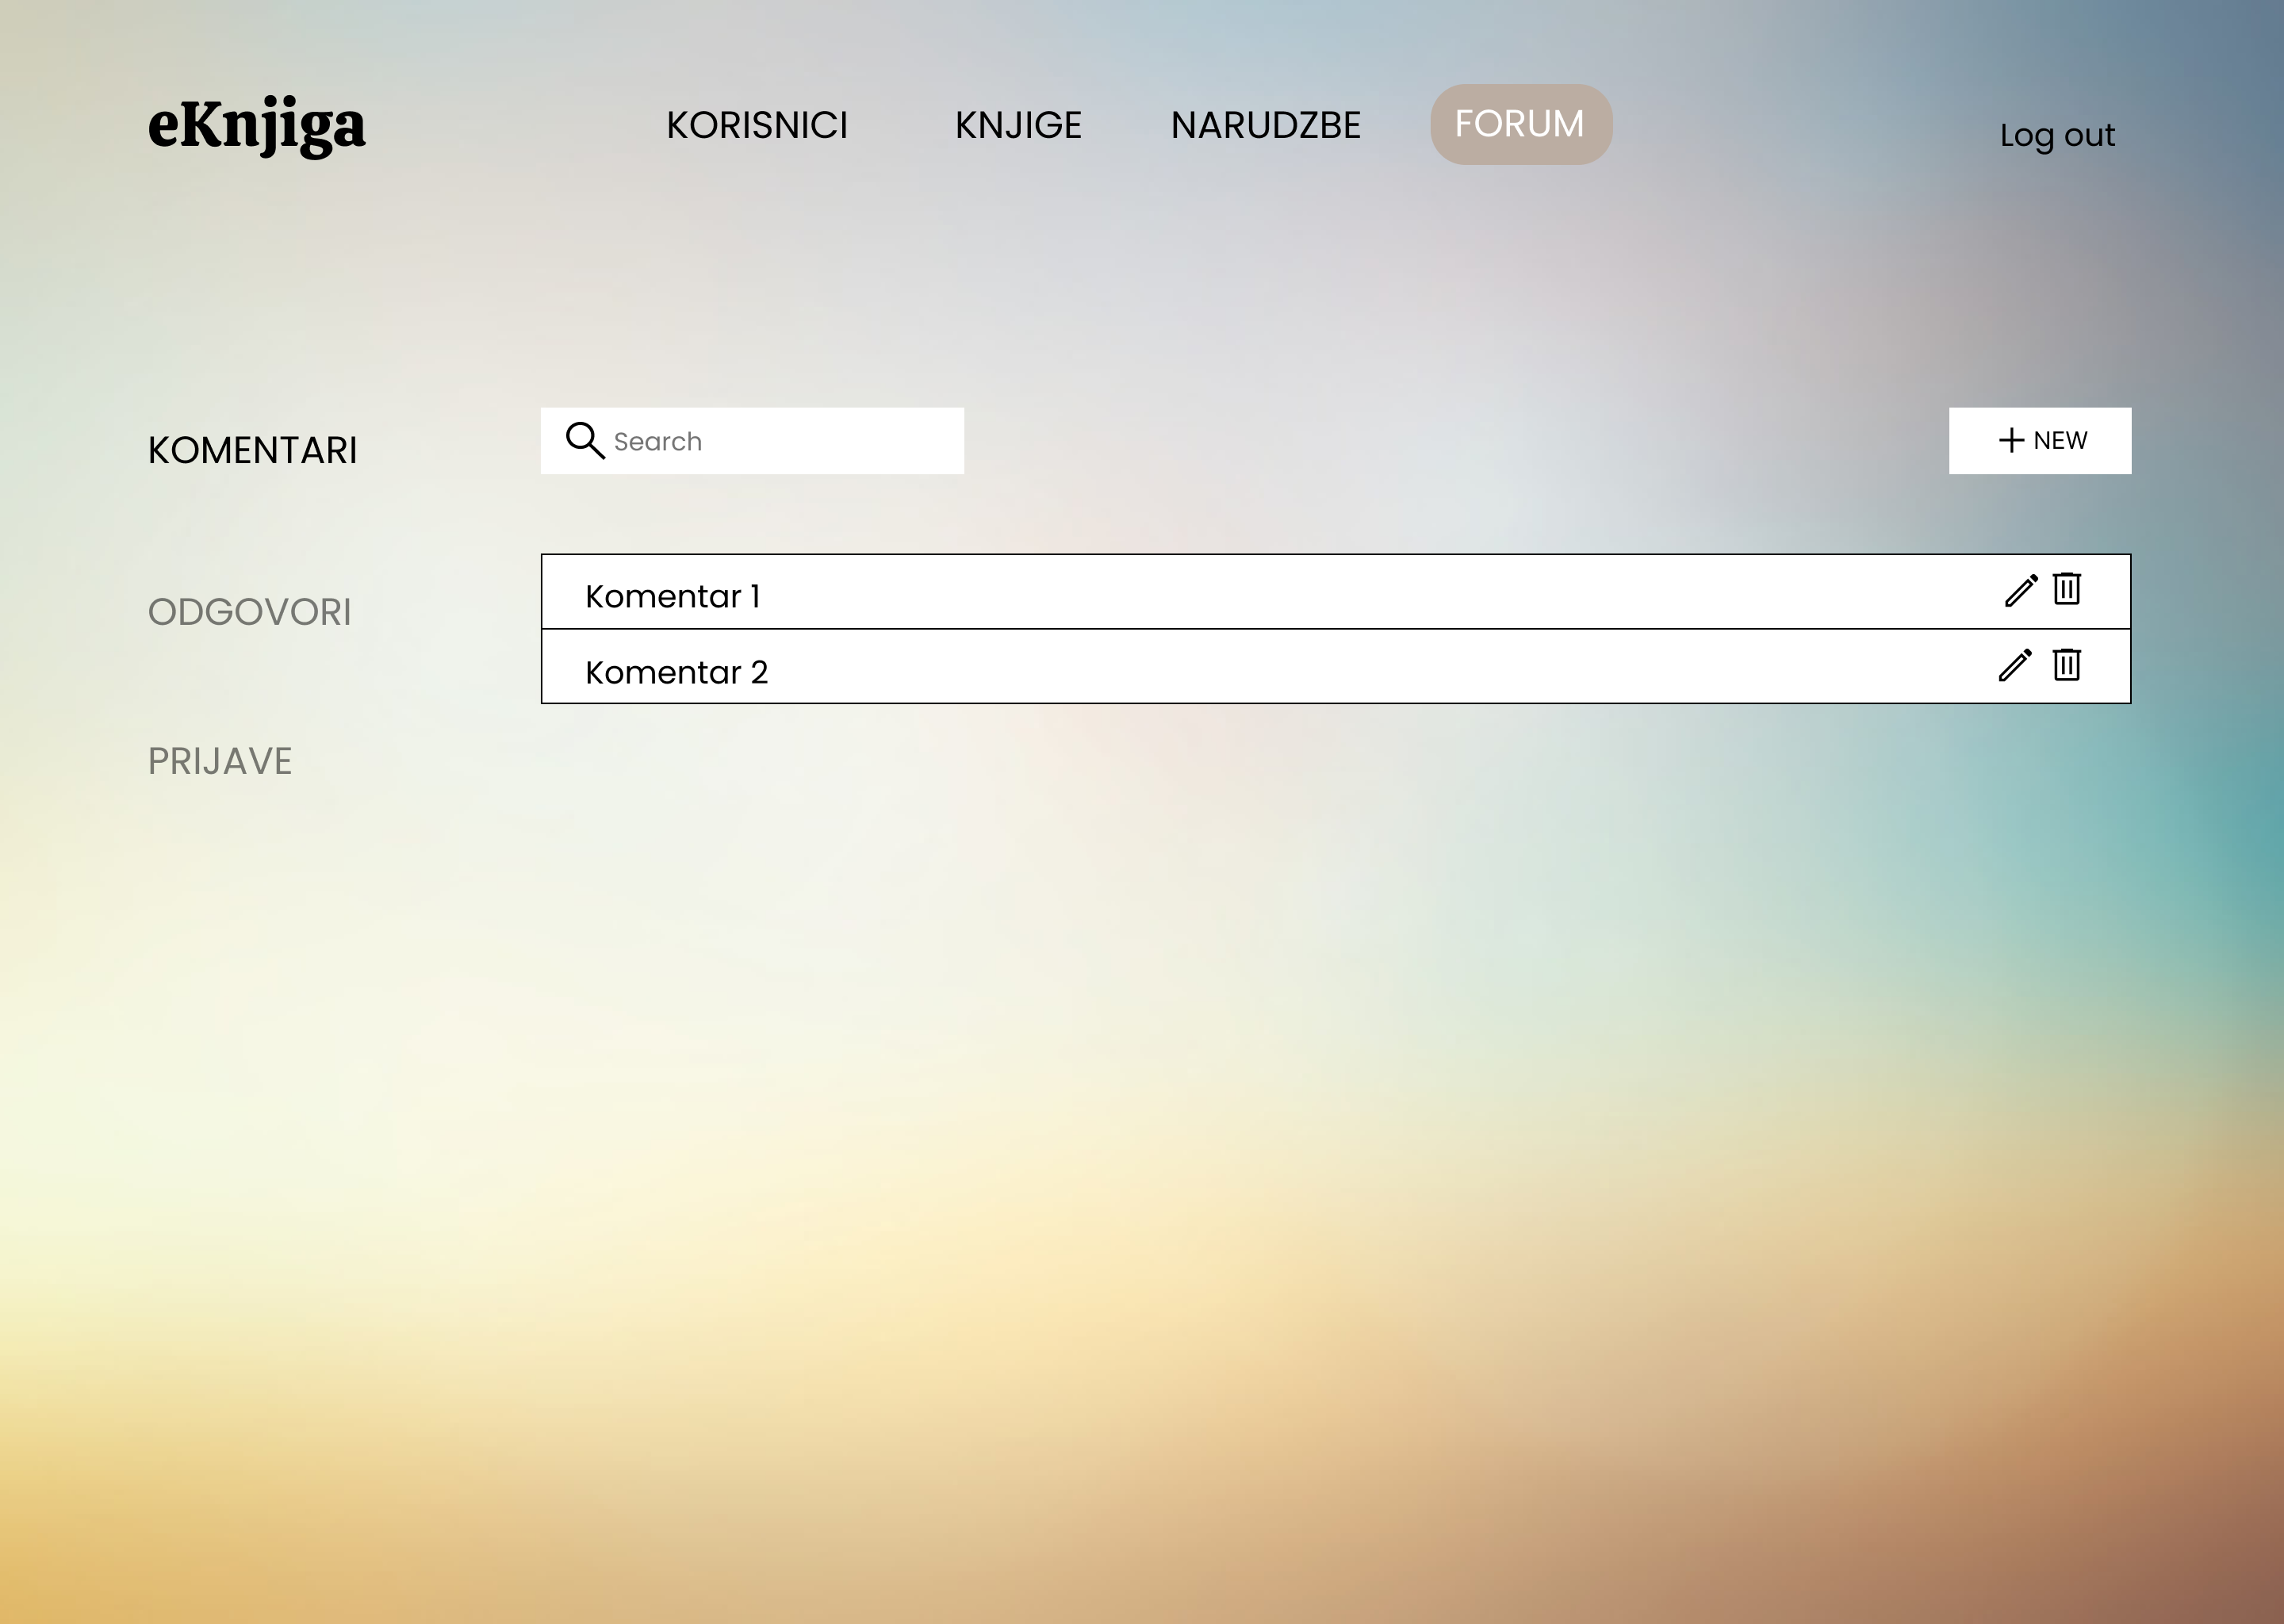 eKnjiga
KORISNICI
KNJIGE
NARUDZBE
FORUM
Log out
KOMENTARI
Search
NEW
ODGOVORI
Komentar 1
Komentar 2
PRIJAVE